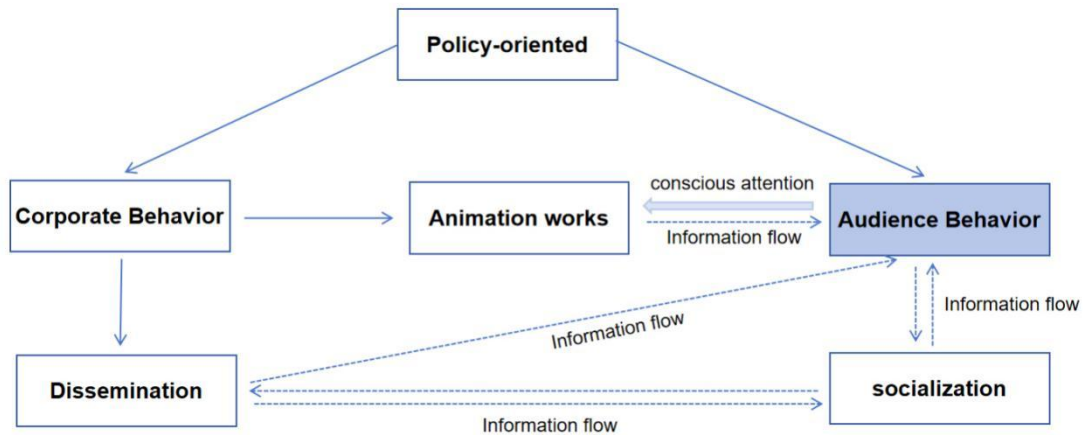 Policy-oriented
conscious attention
Corporate Behavior
Animation works
Audience Behavior
Information flow
Information flow
Information flow
Dissemination
socialization
Information flow